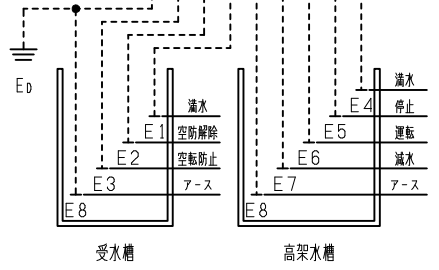 ED
満水
E1 空防解除
E2 空転防止
E3 アース
E8
受水槽
満水
E4 停止
E5 運転
E6 減水
E7 アース
E8
高架水槽